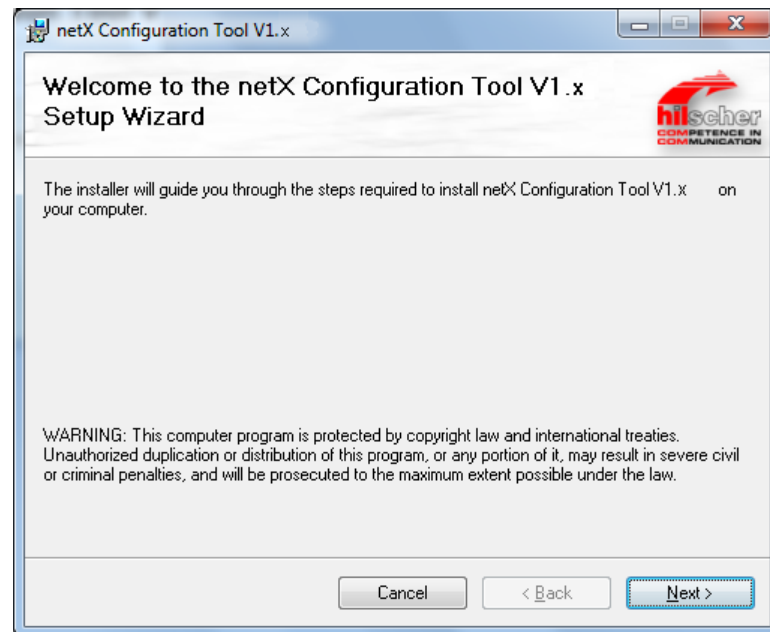 netX Configuration Tool V1.x
Welcome to the netX Configuration Tool V1.x
Setup Wizard
hilscher
COMPETENCE IN
COMMUNICATION
The installer will guide you through the steps required to install netX Configuration Tool V1.x on
your computer.
WARNING: This computer program is protected by copyright law and international treaties.
Unauthorized duplication or distribution of this program, or any portion of it, may result in severe civil
or criminal penalties, and will be prosecuted to the maximum extent possible under the law.
Cancel
< Back
Next >